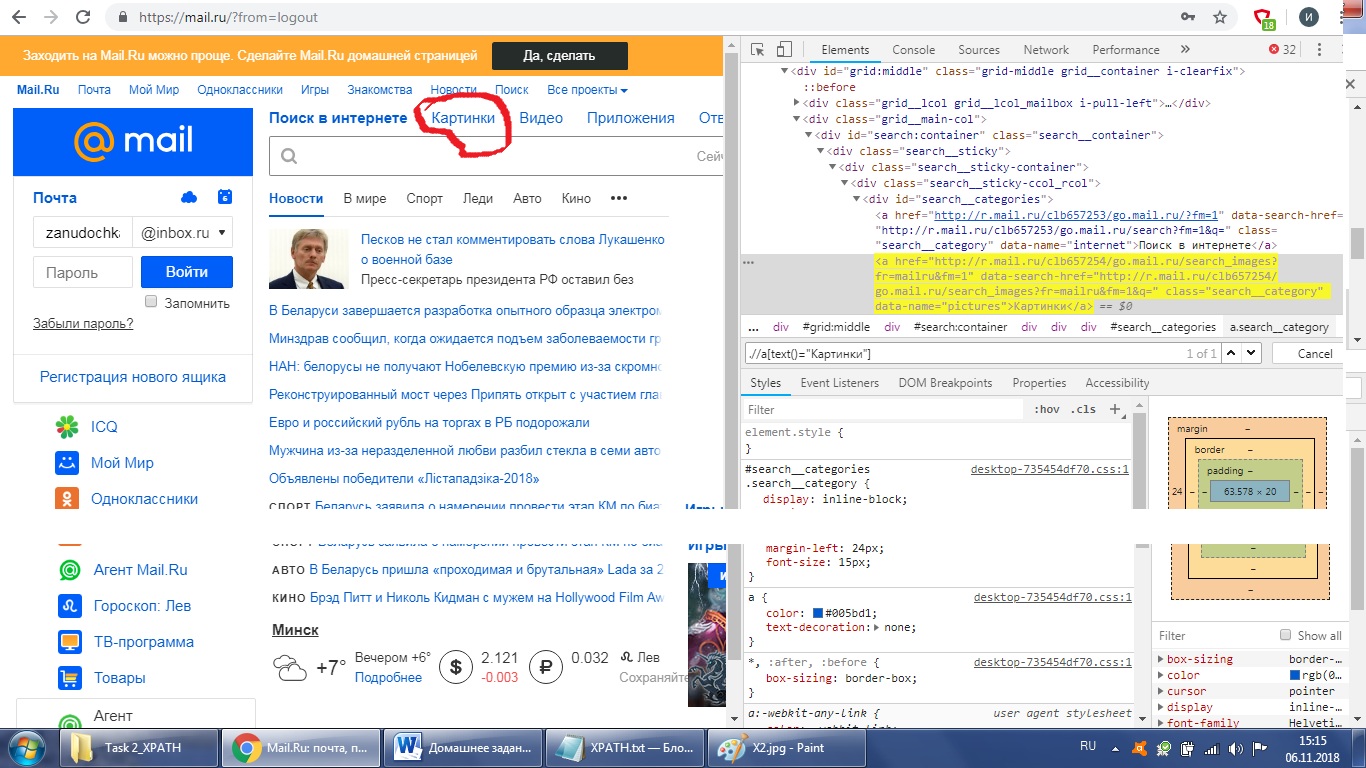 https://mail.ru/?from=logout
18
И
Заходить на Mail.Ru можно проще. Сделайте Mail.Ru домашней страницей
Да, сделать
Mail.Ru Почта Мой Мир Одноклассники Игры Знакомства Новости Поиск Все проекты
@mail
Поиск в интернете Картинки Видео Приложения Отв
Сейч
Почта
6
zanudochk @inbox.ru
Пароль Войти
Запомнить
Забыли пароль?
Регистрация нового ящика
ICQ
Мой Мир
Одноклассники
Агент Mail.Ru
Гороскоп: Лев
ТВ-программа
Товары
Агент
Новости В мире Спорт Леди Авто Кино •••
Песков не стал комментировать слова Лукашенко
о военной базе
Пресс-секретарь президента РФ оставил без
В Беларуси завершается разработка опытного образца электром
Минздрав сообщил, когда ожидается подъем заболеваемости гр
НАН: белорусы не получают Нобелевскую премию из-за скромно
Реконструированный мост через Припять открыт с участием гла
Евро и российский рубль на торгах в РБ подорожали
Мужчина из-за неразделенной любви разбил стекла в семи авто
Объявлены победители «Лістападзіка-2018»
СПОРТ Беларусь заявила о намерении провести этап КМ по биат
АВТО В Беларусь пришла «проходимая и брутальная» Lada за 2
КИНО Брэд Питт и Николь Кидман с мужем на Hollywood Film Aw
Игры
Минск
+7° Вечером +6° $ 2.121 ₽ 0.032 Лев
Подробнее -0.003 Сохраняйте
Elements Console Sources Network Performance » 32
<div id="grid:middle" class="grid-middle grid__container i-clearfix">
::before
<div class="grid__lcol grid__lcol_mailbox i-pull-left">…</div>
<div class="grid__main-col">
<div id="search:container" class="search__container">
<div class="search__sticky">
<div class="search__sticky-container">
<div class="search__sticky-ccol_rcol">
<div id="search__categories">
<a href="http://r.mail.ru/clb657253/go.mail.ru/?fm=1" data-search-href=
"http://r.mail.ru/clb657253/go.mail.ru/search?fm=1&q=" class=
"search__category" data-name="internet">Поиск в интернете</a>
<a href="http://r.mail.ru/clb657254/go.mail.ru/search_images?
fr=mailru&fm=1" data-search-href="http://r.mail.ru/clb657254/
go.mail.ru/search_images?fr=mailru&fm=1&q=" class="search__category"
data-name="pictures">Картинки</a> == $0
... div #grid:middle div #search:container div div div #search__categories a.search__category
.//a[text()="Картинки"] 1 of 1 Cancel
Styles Event Listeners DOM Breakpoints Properties Accessibility
Filter :hov .cls +
element.style {
}
#search__categories desktop-735454df70.css:1
.search__category {
display: inline-block;
margin-left: 24px;
font-size: 15px;
}
a { desktop-735454df70.css:1
color: #005bd1;
text-decoration: none;
}
*, :after, :before { desktop-735454df70.css:1
box-sizing: border-box;
}
a:-webkit-any-link { user agent stylesheet
margin –
border –
padding –
24 – – 63.578 × 20 – – –
–
–
Filter Show all
box-sizing border-…
color rgb(0…
cursor pointer
display inline-…
font-family Helveti…
Task 2_XPATH
Mail.Ru: почта, п...
Домашнее задан...
XPATH.txt — Бло...
X2.jpg - Paint
RU
15:15
06.11.2018